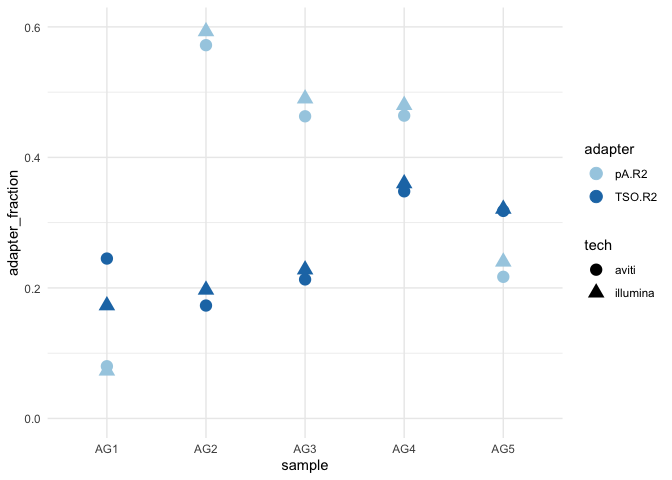 0.6
0.4
0.2
0.0
adapter_fraction
AG1 AG2 AG3 AG4 AG5
sample
adapter
pA.R2
TSO.R2
tech
aviti
illumina